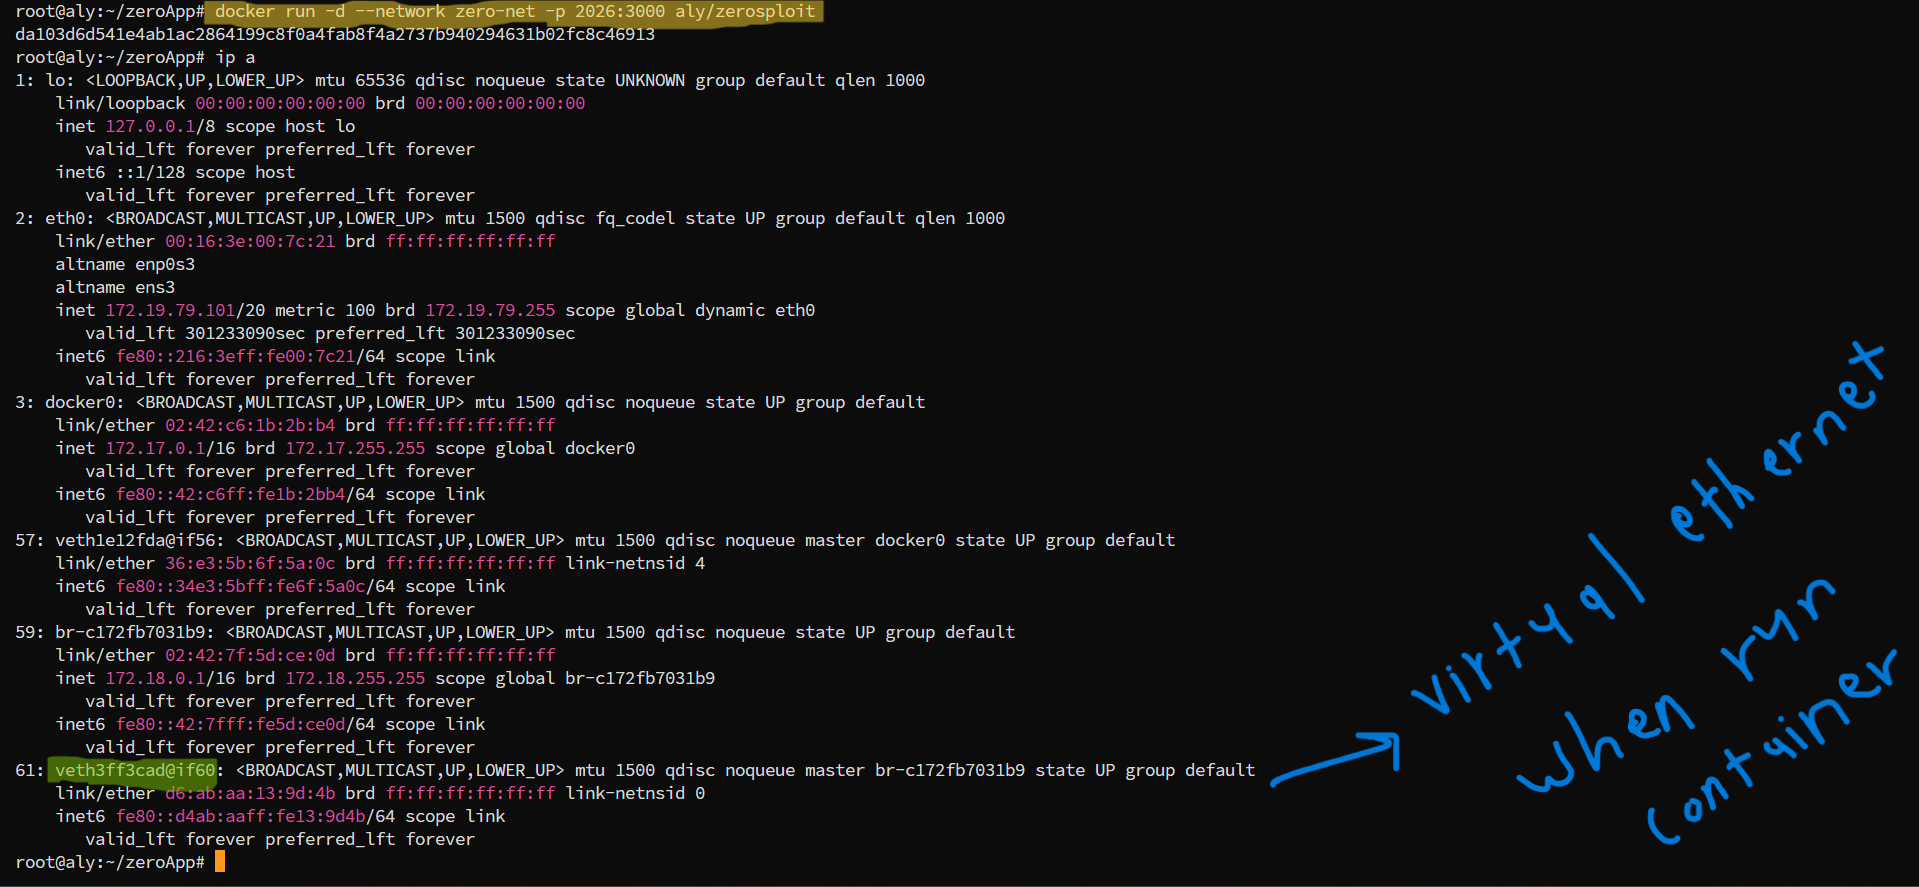 root@aly:~/zeroApp# docker run -d --network zero-net -p 2026:3000 aly/zerosploit
da103d6d541e4ab1ac2864199c8f0a4fab8f4a2737b940294631b02fc8c46913
root@aly:~/zeroApp# ip a
1: lo: <LOOPBACK,UP,LOWER_UP> mtu 65536 qdisc noqueue state UNKNOWN group default qlen 1000
    link/loopback 00:00:00:00:00:00 brd 00:00:00:00:00:00
    inet 127.0.0.1/8 scope host lo
       valid_lft forever preferred_lft forever
    inet6 ::1/128 scope host
       valid_lft forever preferred_lft forever
2: eth0: <BROADCAST,MULTICAST,UP,LOWER_UP> mtu 1500 qdisc fq_codel state UP group default qlen 1000
    link/ether 00:16:3e:00:7c:21 brd ff:ff:ff:ff:ff:ff
    altname enp0s3
    altname ens3
    inet 172.19.79.101/20 metric 100 brd 172.19.79.255 scope global dynamic eth0
       valid_lft 301233090sec preferred_lft 301233090sec
    inet6 fe80::216:3eff:fe00:7c21/64 scope link
       valid_lft forever preferred_lft forever
3: docker0: <BROADCAST,MULTICAST,UP,LOWER_UP> mtu 1500 qdisc noqueue state UP group default
    link/ether 02:42:c6:1b:2b:b4 brd ff:ff:ff:ff:ff:ff
    inet 172.17.0.1/16 brd 172.17.255.255 scope global docker0
       valid_lft forever preferred_lft forever
    inet6 fe80::42:c6ff:fe1b:2bb4/64 scope link
       valid_lft forever preferred_lft forever
57: veth1e12fda@if56: <BROADCAST,MULTICAST,UP,LOWER_UP> mtu 1500 qdisc noqueue master docker0 state UP group default
    link/ether 36:e3:5b:6f:5a:0c brd ff:ff:ff:ff:ff:ff link-netnsid 4
    inet6 fe80::34e3:5bff:fe6f:5a0c/64 scope link
       valid_lft forever preferred_lft forever
59: br-c172fb7031b9: <BROADCAST,MULTICAST,UP,LOWER_UP> mtu 1500 qdisc noqueue state UP group default
    link/ether 02:42:7f:5d:ce:0d brd ff:ff:ff:ff:ff:ff
    inet 172.18.0.1/16 brd 172.18.255.255 scope global br-c172fb7031b9
       valid_lft forever preferred_lft forever
    inet6 fe80::42:7fff:fe5d:ce0d/64 scope link
       valid_lft forever preferred_lft forever
61: veth3ff3cad@if60: <BROADCAST,MULTICAST,UP,LOWER_UP> mtu 1500 qdisc noqueue master br-c172fb7031b9 state UP group default
    link/ether d6:ab:aa:13:9d:4b brd ff:ff:ff:ff:ff:ff link-netnsid 0
    inet6 fe80::d4ab:aaff:fe13:9d4b/64 scope link
       valid_lft forever preferred_lft forever
root@aly:~/zeroApp#
virtual ethernet
when run
container